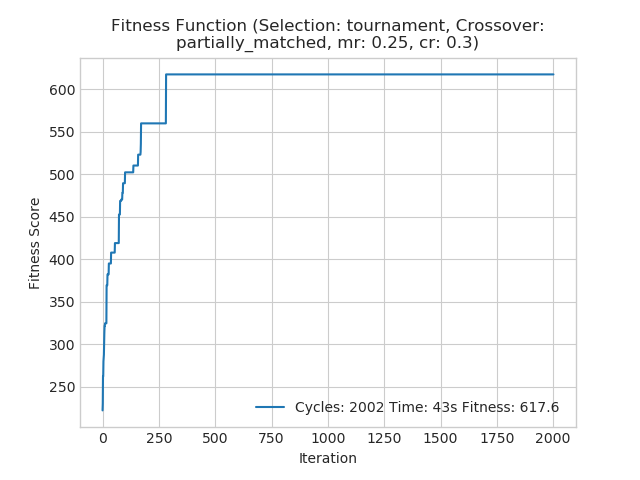 Fitness Function (Selection: tournament, Crossover:
partially_matched, mr: 0.25, cr: 0.3)
Fitness Score
600
550
500
450
400
350
300
250
Cycles: 2002 Time: 43s Fitness: 617.6
0 250 500 750 1000 1250 1500 1750 2000
Iteration